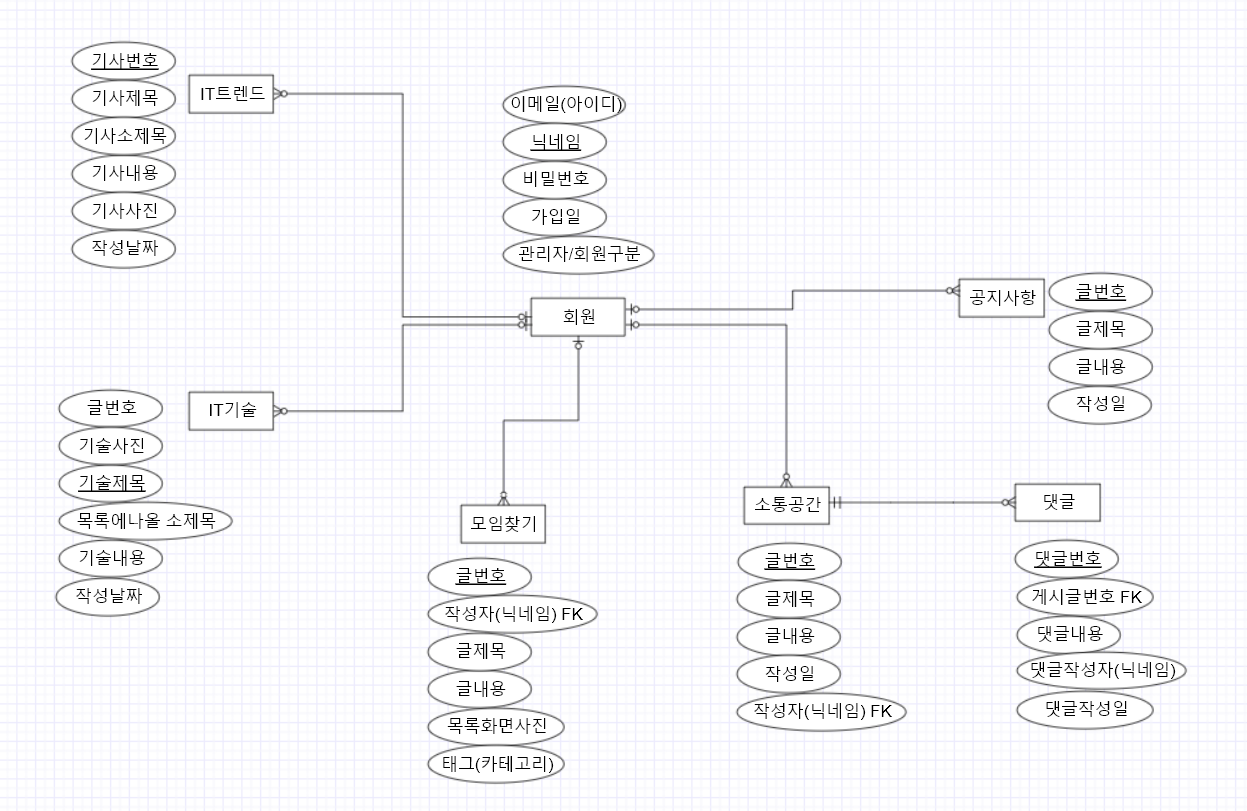 기사번호
기사제목
기사소제목
기사내용
기사사진
작성날짜
IT트렌드
이메일(아이디)
닉네임
비밀번호
가입일
관리자/회원구분
회원
공지사항
글번호
글제목
글내용
작성일
글번호
기술사진
기술제목
목록에나올 소제목
기술내용
작성날짜
IT기술
모임찾기
글번호
작성자(닉네임) FK
글제목
글내용
목록화면사진
태그(카테고리)
소통공간
글번호
글제목
글내용
작성일
작성자(닉네임) FK
댓글
댓글번호
게시글번호 FK
댓글내용
댓글작성자(닉네임)
댓글작성일